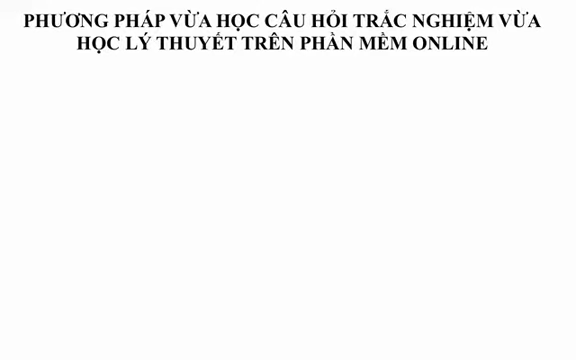 PHƯƠNG PHÁP VỪA HỌC CÂU HỎI TRẮC NGHIỆM VỪA
HỌC LÝ THUYẾT TRÊN PHẦN MỀM ONLINE